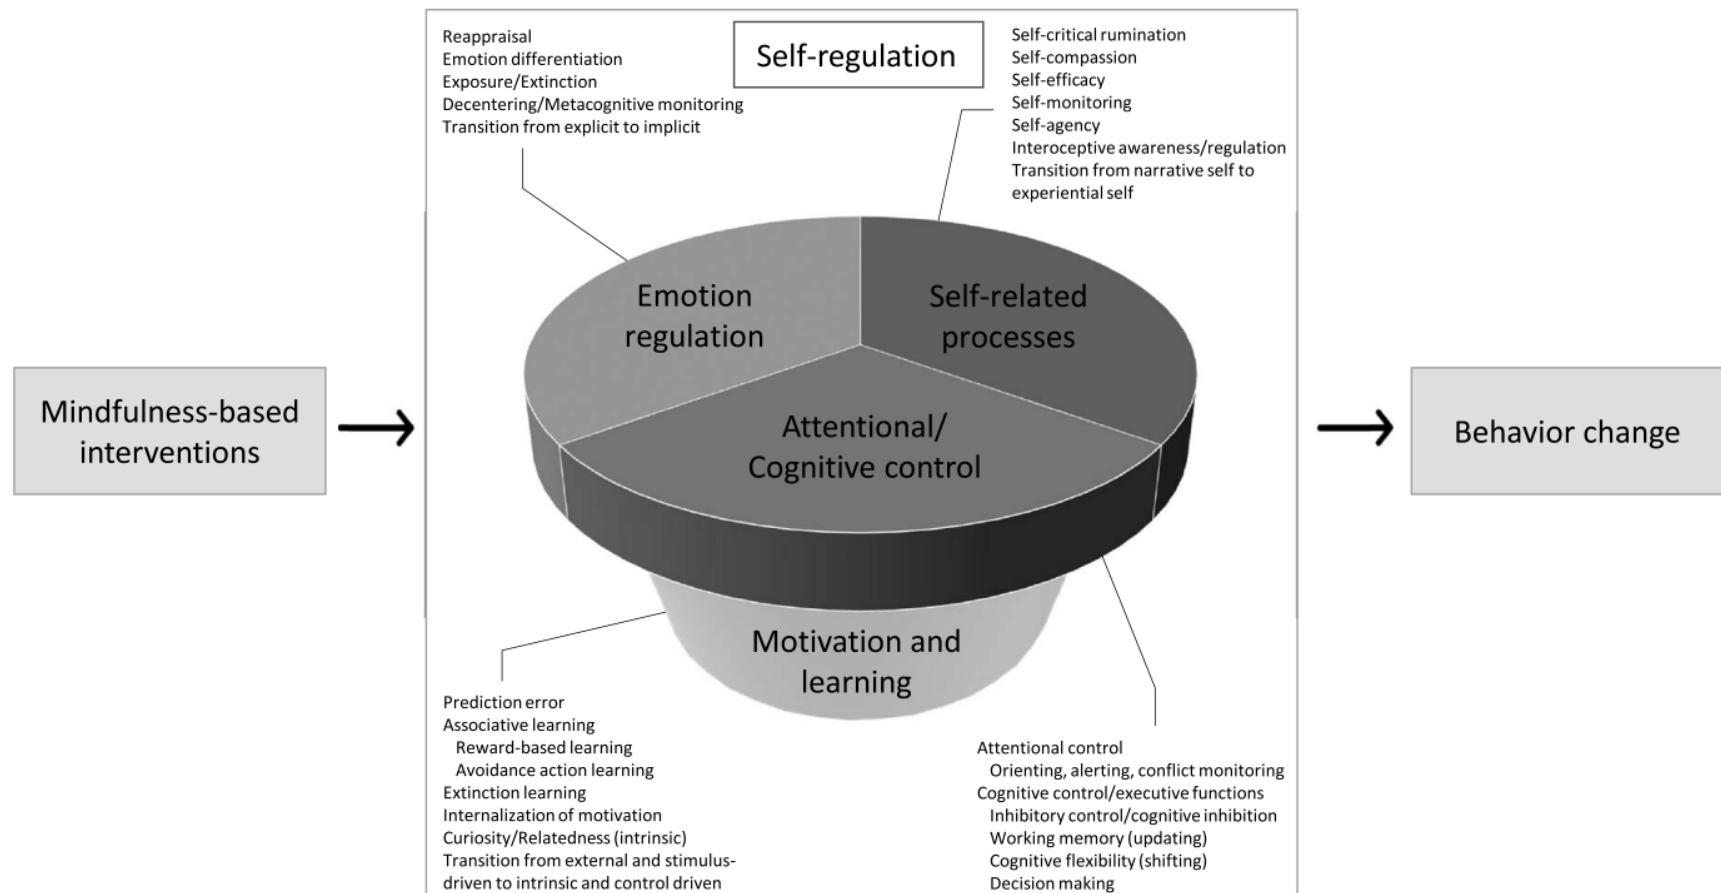 Reappraisal
Emotion differentiation
Exposure/Extinction
Decentering/Metacognitive monitoring
Transition from explicit to implicit
Self-regulation
Self-critical rumination
Self-compassion
Self-efficacy
Self-monitoring
Self-agency
Interoceptive awareness/regulation
Transition from narrative self to
experiential self
Emotion
regulation
Self-related
processes
Mindfulness-based
interventions
Attentional/
Cognitive control
Behavior change
Motivation and
learning
Prediction error
Associative learning
Reward-based learning
Avoidance action learning
Extinction learning
Internalization of motivation
Curiosity/Relatedness (intrinsic)
Transition from external and stimulus-
driven to intrinsic and control driven
Attentional control
Orienting, alerting, conflict monitoring
Cognitive control/executive functions
Inhibitory control/cognitive inhibition
Working memory (updating)
Cognitive flexibility (shifting)
Decision making